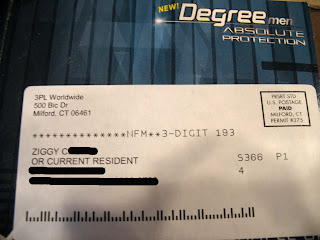 NEW! Degree men
ABSOLUTE
PROTECTION
3PL Worldwide
500 Bic Dr
Milford, CT 06461
PRSRT STD
U.S. POSTAGE
PAID
MILFORD, CT
PERMIT #275
**************NFM**3-DIGIT 193
ZIGGY C
OR CURRENT RESIDENT
S366 P1
4